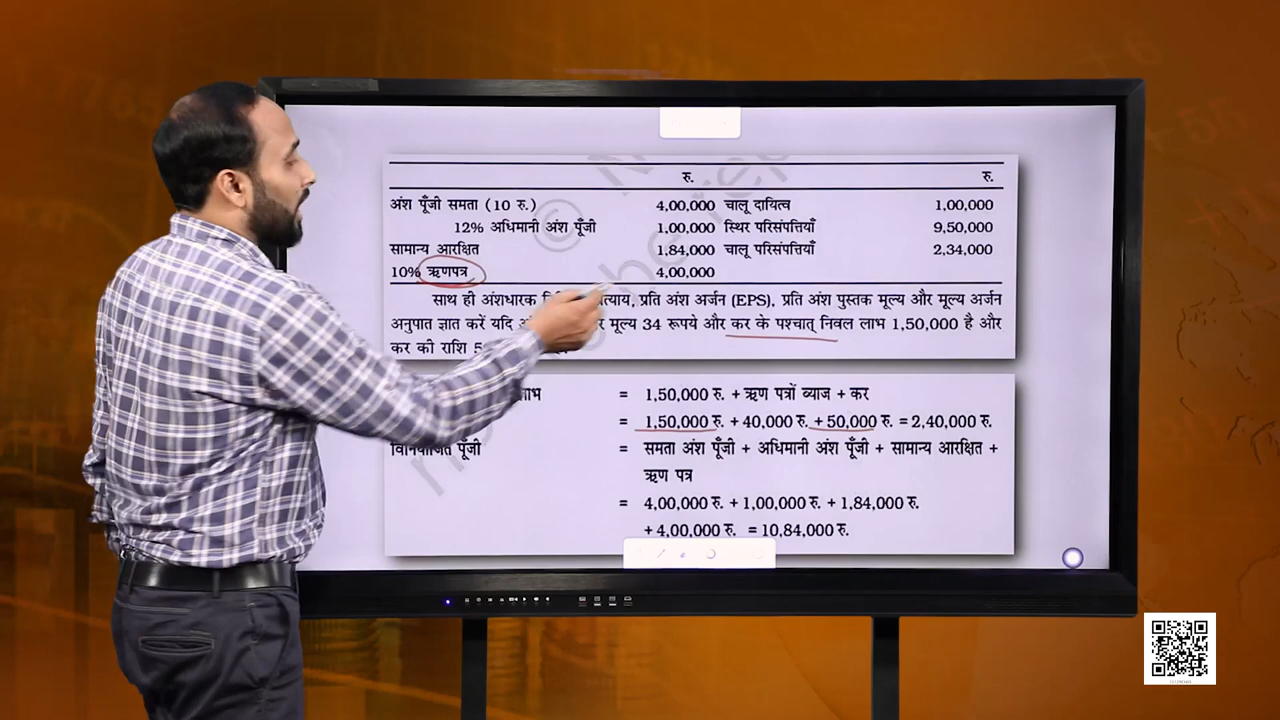 रु. रु.
अंश पूँजी समता (10 रु.) 4,00,000 चालू दायित्व 1,00,000
12% अधिमानी अंश पूँजी 1,00,000 स्थिर परिसंपत्तियाँ 9,50,000
सामान्य आरक्षित 1,84,000 चालू परिसंपत्तियाँ 2,34,000
10% ऋणपत्र 4,00,000
साथ ही अंशधारक प्रति अंश अर्जन (EPS), प्रति अंश पुस्तक मूल्य और मूल्य अर्जन
अनुपात ज्ञात करें यदि मूल्य 34 रूपये और कर के पश्चात् निवल लाभ 1,50,000 है और
कर की राशि
= 1,50,000 रु. + ऋण पत्रों ब्याज + कर
= 1,50,000 रु. + 40,000 रु. + 50,000 रु. = 2,40,000 रु.
विनियोजित पूँजी = समता अंश पूँजी + अधिमानी अंश पूँजी + सामान्य आरक्षित +
ऋण पत्र
= 4,00,000 रु. + 1,00,000 रु. + 1,84,000 रु.
+ 4,00,000 रु. = 10,84,000 रु.